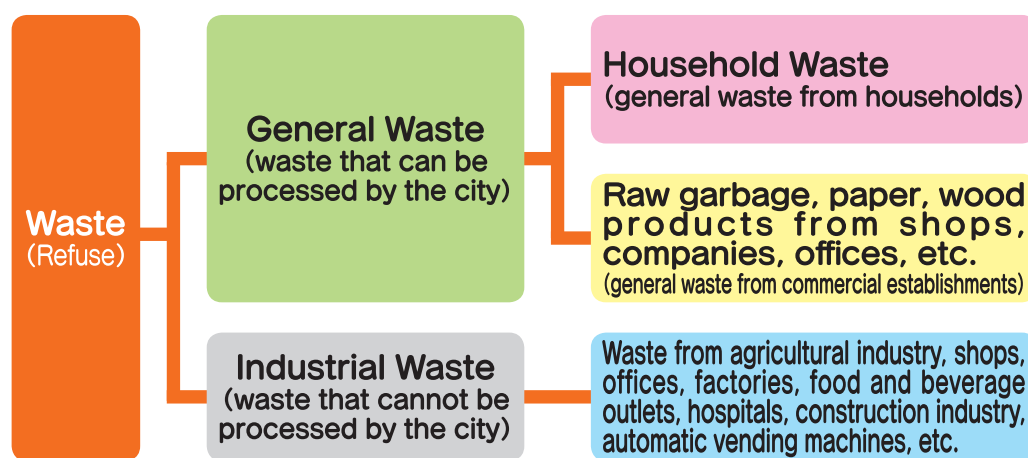 Waste
(Refuse)
General Waste
(waste that can be
processed by the city)
Household Waste
(general waste from households)
Raw garbage, paper, wood
products from shops,
companies, offices, etc.
(general waste from commercial establishments)
Industrial Waste
(waste that cannot be
processed by the city)
Waste from agricultural industry, shops,
offices, factories, food and beverage
outlets, hospitals, construction industry,
automatic vending machines, etc.